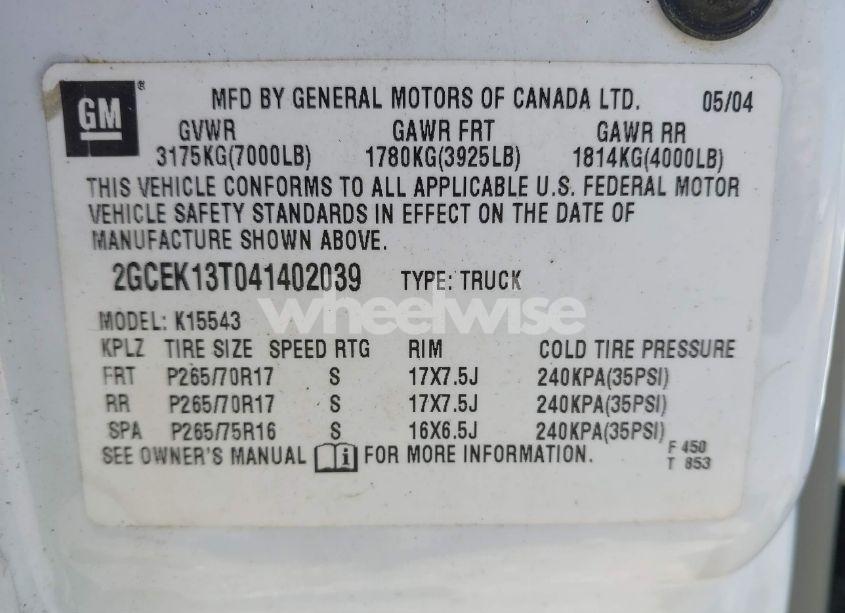 GM ® MFD BY GENERAL MOTORS OF CANADA LTD. 05/04
GVWR GAWR FRT GAWR RR
3175KG(7000LB) 1780KG(3925LB) 1814KG(4000LB)
THIS VEHICLE CONFORMS TO ALL APPLICABLE U.S. FEDERAL MOTOR
VEHICLE SAFETY STANDARDS IN EFFECT ON THE DATE OF
MANUFACTURE SHOWN ABOVE.
2GCEK13T041402039 TYPE: TRUCK
wheelwise
MODEL: K15543
KPLZ TIRE SIZE SPEED RTG RIM COLD TIRE PRESSURE
FRT P265/70R17 S 17X7.5J 240KPA(35PSI)
RR P265/70R17 S 17X7.5J 240KPA(35PSI)
SPA P265/75R16 S 16X6.5J 240KPA(35PSI)
SEE OWNER'S MANUAL i FOR MORE INFORMATION. F 450
T 853